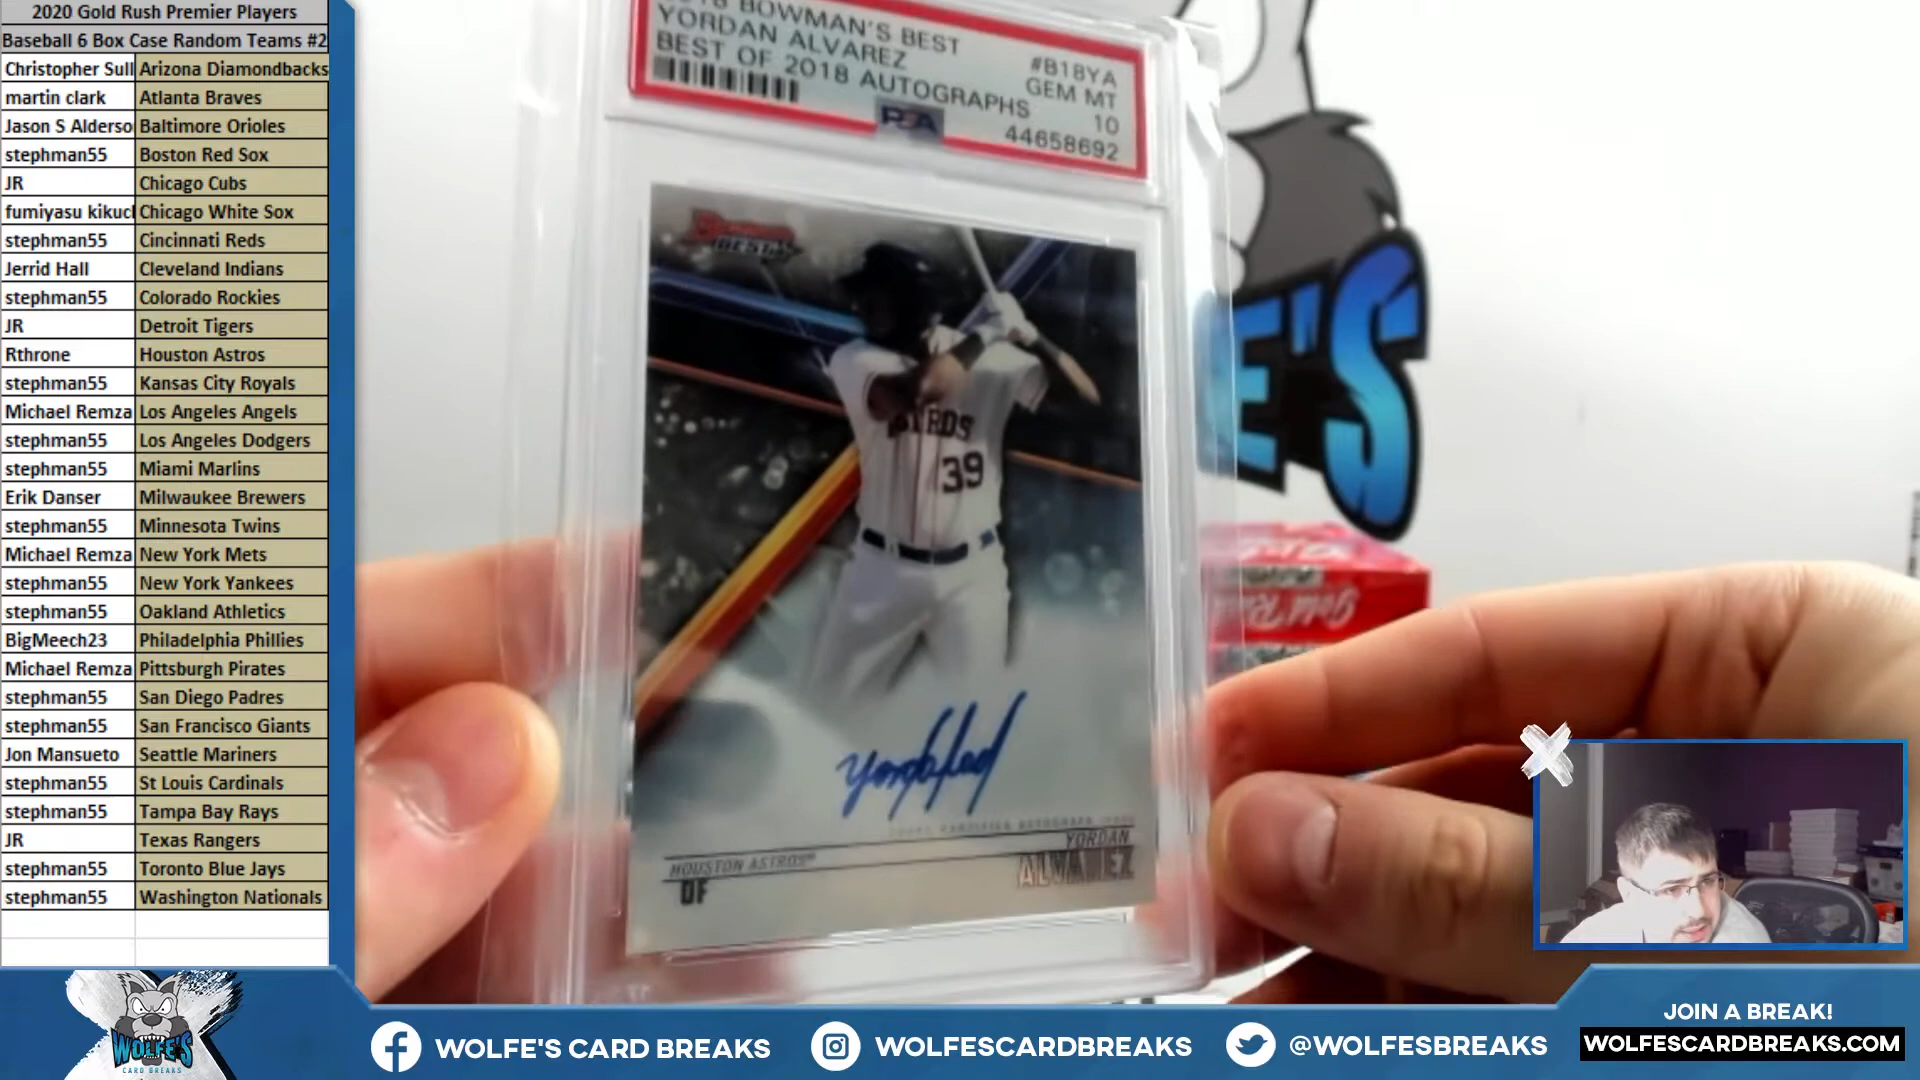 2020 Gold Rush Premier Players
Baseball 6 Box Case Random Teams #2
Christopher Sull Arizona Diamondbacks
martin clark Atlanta Braves
Jason S Alderso Baltimore Orioles
stephman55 Boston Red Sox
JR Chicago Cubs
fumiyasu kikucl Chicago White Sox
stephman55 Cincinnati Reds
Jerrid Hall Cleveland Indians
stephman55 Colorado Rockies
JR Detroit Tigers
Rthrone Houston Astros
stephman55 Kansas City Royals
Michael Remza Los Angeles Angels
stephman55 Los Angeles Dodgers
stephman55 Miami Marlins
Erik Danser Milwaukee Brewers
stephman55 Minnesota Twins
Michael Remza New York Mets
stephman55 New York Yankees
stephman55 Oakland Athletics
BigMeech23 Philadelphia Phillies
Michael Remza Pittsburgh Pirates
stephman55 San Diego Padres
stephman55 San Francisco Giants
Jon Mansueto Seattle Mariners
stephman55 St Louis Cardinals
stephman55 Tampa Bay Rays
JR Texas Rangers
stephman55 Toronto Blue Jays
stephman55 Washington Nationals
BOWMAN'S BEST #B18YA
YORDAN ALVAREZ GEM MT
BEST OF 2018 AUTOGRAPHS 10
PSA 44658692
BEST
ASTROS
39
HOUSTON ASTROS
OF
YORDAN
ALVAREZ
E'S
Gold Rush
WOLFE'S
CARD BREAKS
WOLFE'S CARD BREAKS
WOLFESCARDBREAKS
@WOLFESBREAKS
JOIN A BREAK!
WOLFESCARDBREAKS.COM